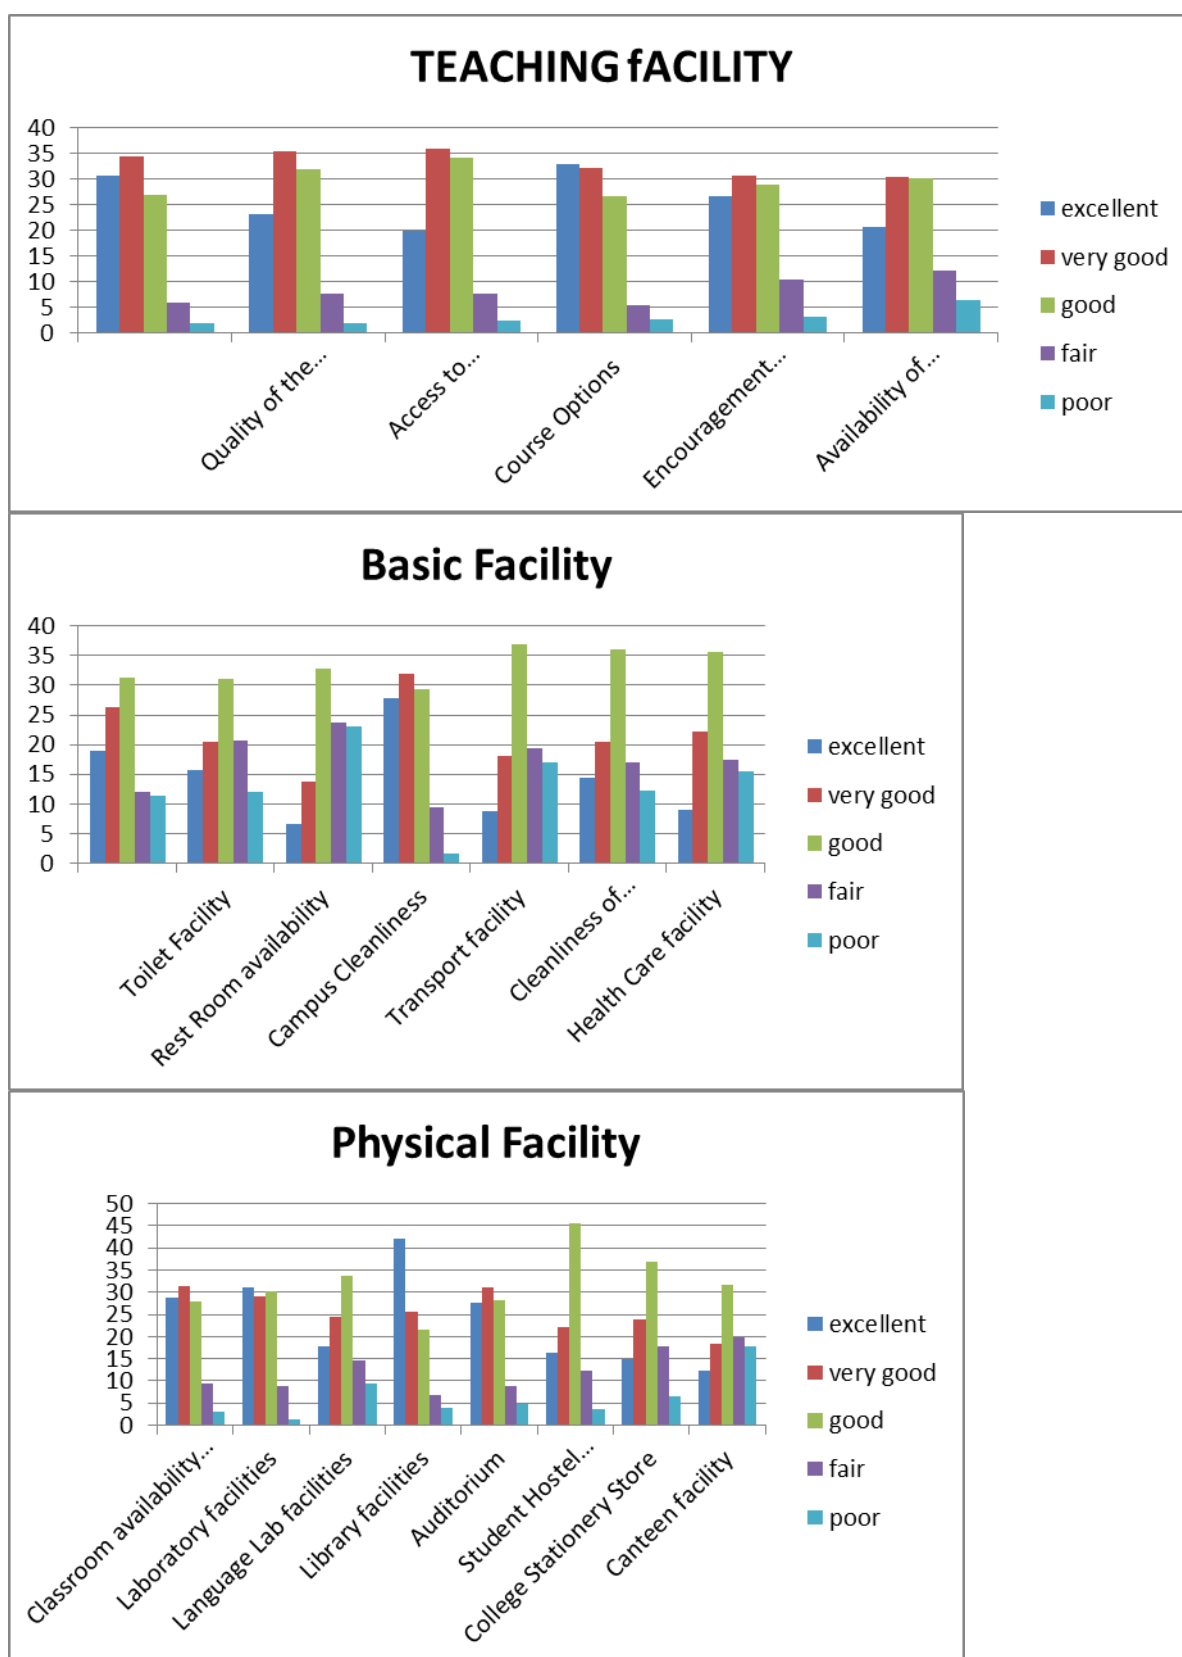 TEACHING fACILITY
40
35
30
25
20
15
10
5
0
Quality of the...
Access to...
Course Options
Encouragement...
Availability of...
excellent
very good
good
fair
poor
Basic Facility
40
35
30
25
20
15
10
5
0
Toilet Facility
Rest Room availability
Campus Cleanliness
Transport facility
Cleanliness of...
Health Care facility
excellent
very good
good
fair
poor
Physical Facility
50
45
40
35
30
25
20
15
10
5
0
Classroom availability...
Laboratory facilities
Language Lab facilities
Library facilities
Auditorium
Student Hostel...
College Stationery Store
Canteen facility
excellent
very good
good
fair
poor